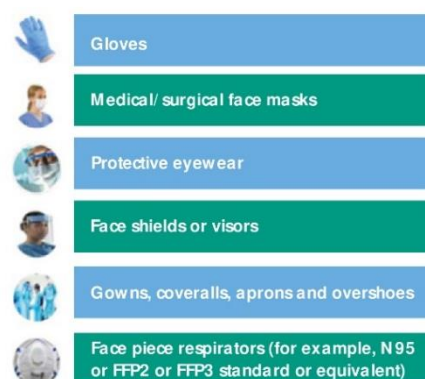 Gloves
Medical/ surgical face masks
Protective eyewear
Face shields or visors
Gowns, coveralls, aprons and overshoes
Face piece respirators (for example, N95
or FFP2 or FFP3 standard or equivalent)